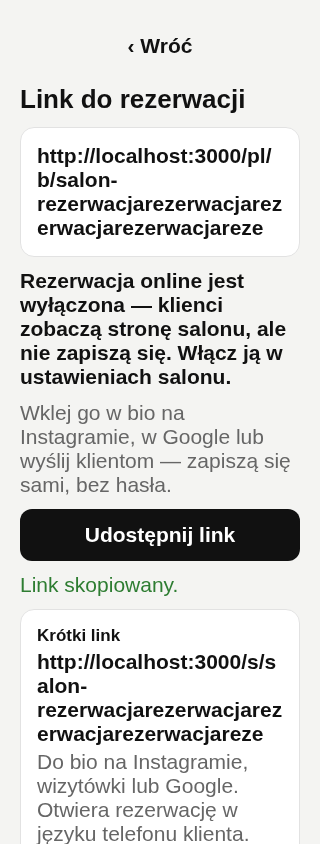 ‹ Wróć
Link do rezerwacji
http://localhost:3000/pl/
b/salon-
rezerwacjarezerwacjarez
erwacjarezerwacjareze
Rezerwacja online jest
wyłączona — klienci
zobaczą stronę salonu, ale
nie zapiszą się. Włącz ją w
ustawieniach salonu.
Wklej go w bio na
Instagramie, w Google lub
wyślij klientom — zapiszą się
sami, bez hasła.
Udostępnij link
Link skopiowany.
Krótki link
http://localhost:3000/s/s
alon-
rezerwacjarezerwacjarez
erwacjarezerwacjareze
Do bio na Instagramie,
wizytówki lub Google.
Otwiera rezerwację w
języku telefonu klienta.